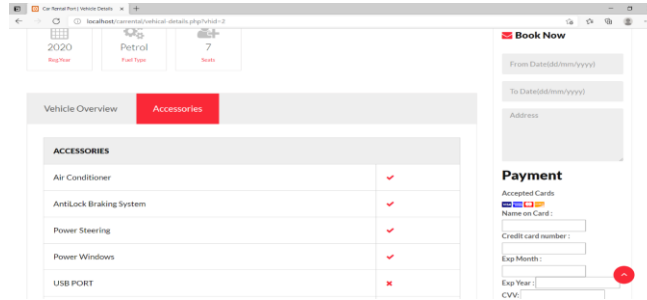 Car Rental Port | Vehicle Details
localhost/carrental/vehical-details.php?vhid=2
2020
Reg.Year
Petrol
Fuel Type
7
Seats
Vehicle Overview
Accessories
ACCESSORIES
Air Conditioner
AntiLock Braking System
Power Steering
Power Windows
USB PORT
Book Now
From Date(dd/mm/yyyy)
To Date(dd/mm/yyyy)
Address
Payment
Accepted Cards
Name on Card :
Credit card number :
Exp Month :
Exp Year :
CVV: